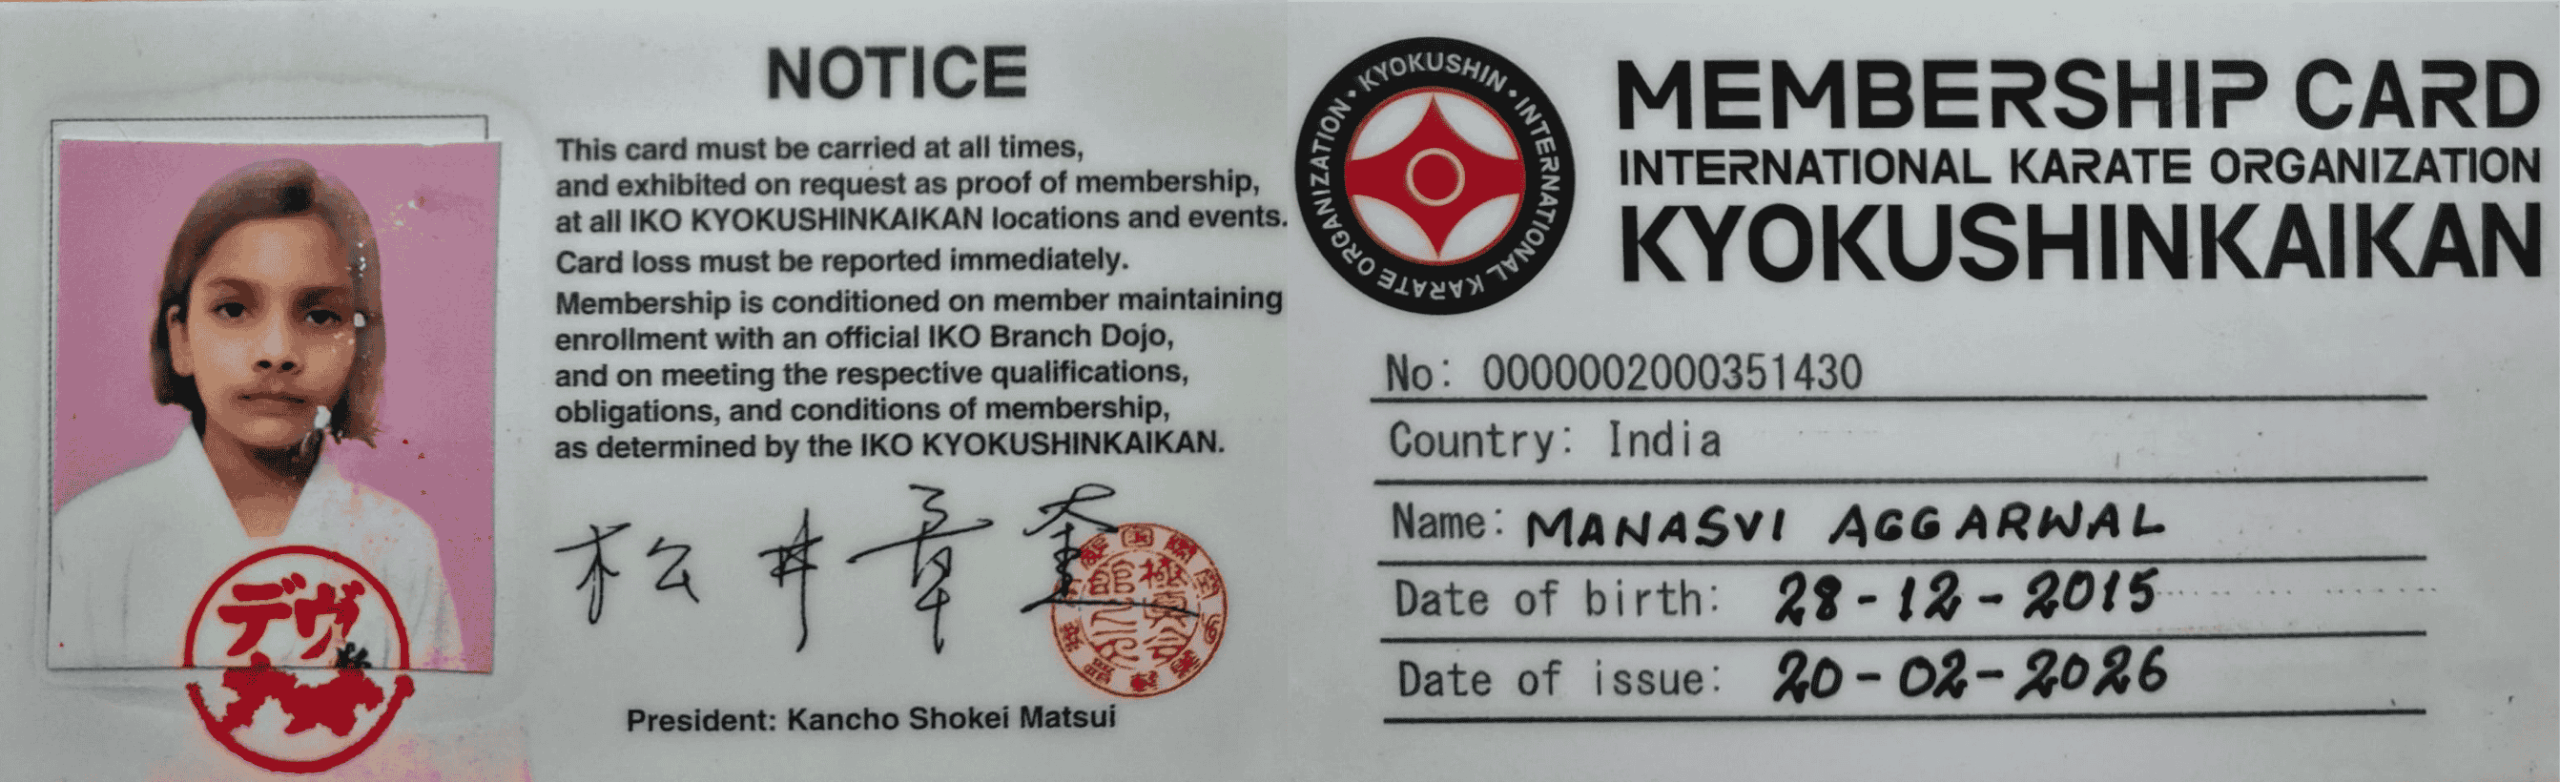 NOTICE
This card must be carried at all times,
and exhibited on request as proof of membership,
at all IKO KYOKUSHINKAIKAN locations and events.
Card loss must be reported immediately.
Membership is conditioned on member maintaining
enrollment with an official IKO Branch Dojo,
and on meeting the respective qualifications,
obligations, and conditions of membership,
as determined by the IKO KYOKUSHINKAIKAN.
松井章奎
President: Kancho Shokei Matsui
デヴ
KYOKUSHIN • INTERNATIONAL KARATE ORGANIZATION •
MEMBERSHIP CARD
INTERNATIONAL KARATE ORGANIZATION
KYOKUSHINKAIKAN
No: 0000002000351430
Country: India
Name: MANASVI AGGARWAL
Date of birth: 28-12-2015
Date of issue: 20-02-2026